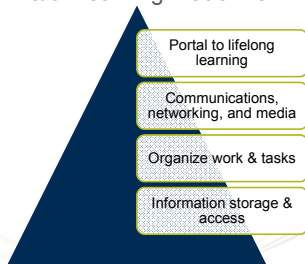 Portal to lifelong
learning
Communications,
networking, and media
Organize work & tasks
Information storage &
access